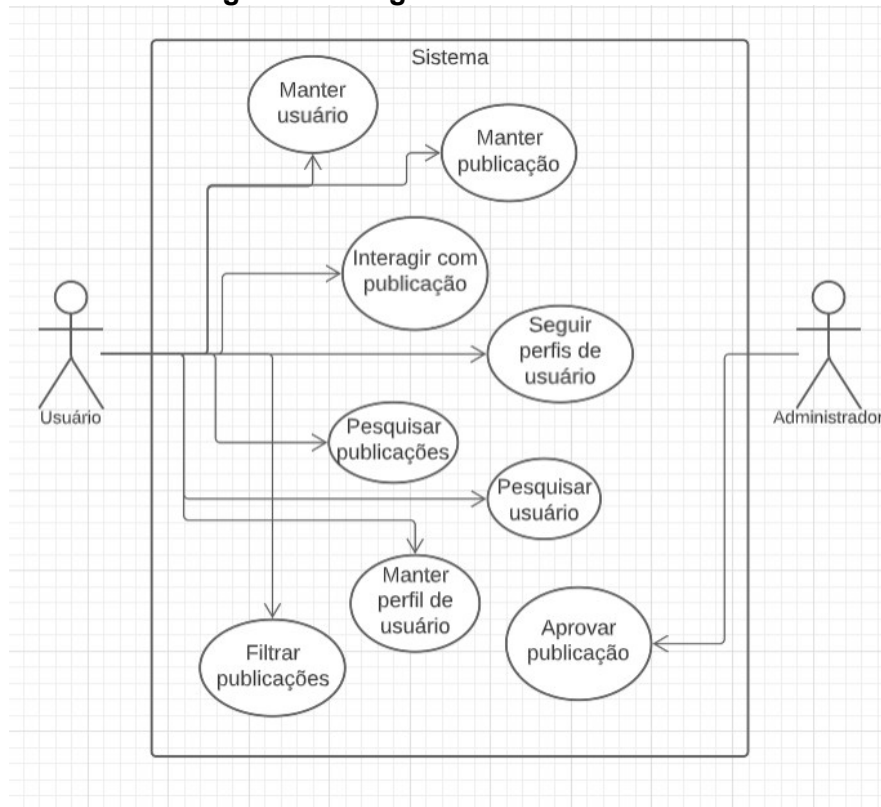 Sistema
Manter
usuário
Manter
publicação
Interagir com
publicação
Seguir
perfis de
usuário
Usuário
Administrador
Pesquisar
publicações
Pesquisar
usuário
Manter
perfil de
usuário
Aprovar
publicação
Filtrar
publicações